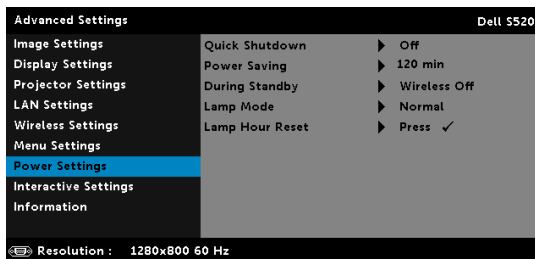 Advanced Settings Dell S520
Image Settings Quick Shutdown Off
Display Settings Power Saving 120 min
Projector Settings During Standby Wireless Off
LAN Settings Lamp Mode Normal
Wireless Settings Lamp Hour Reset Press ✓
Menu Settings
Power Settings
Interactive Settings
Information
Resolution : 1280x800 60 Hz